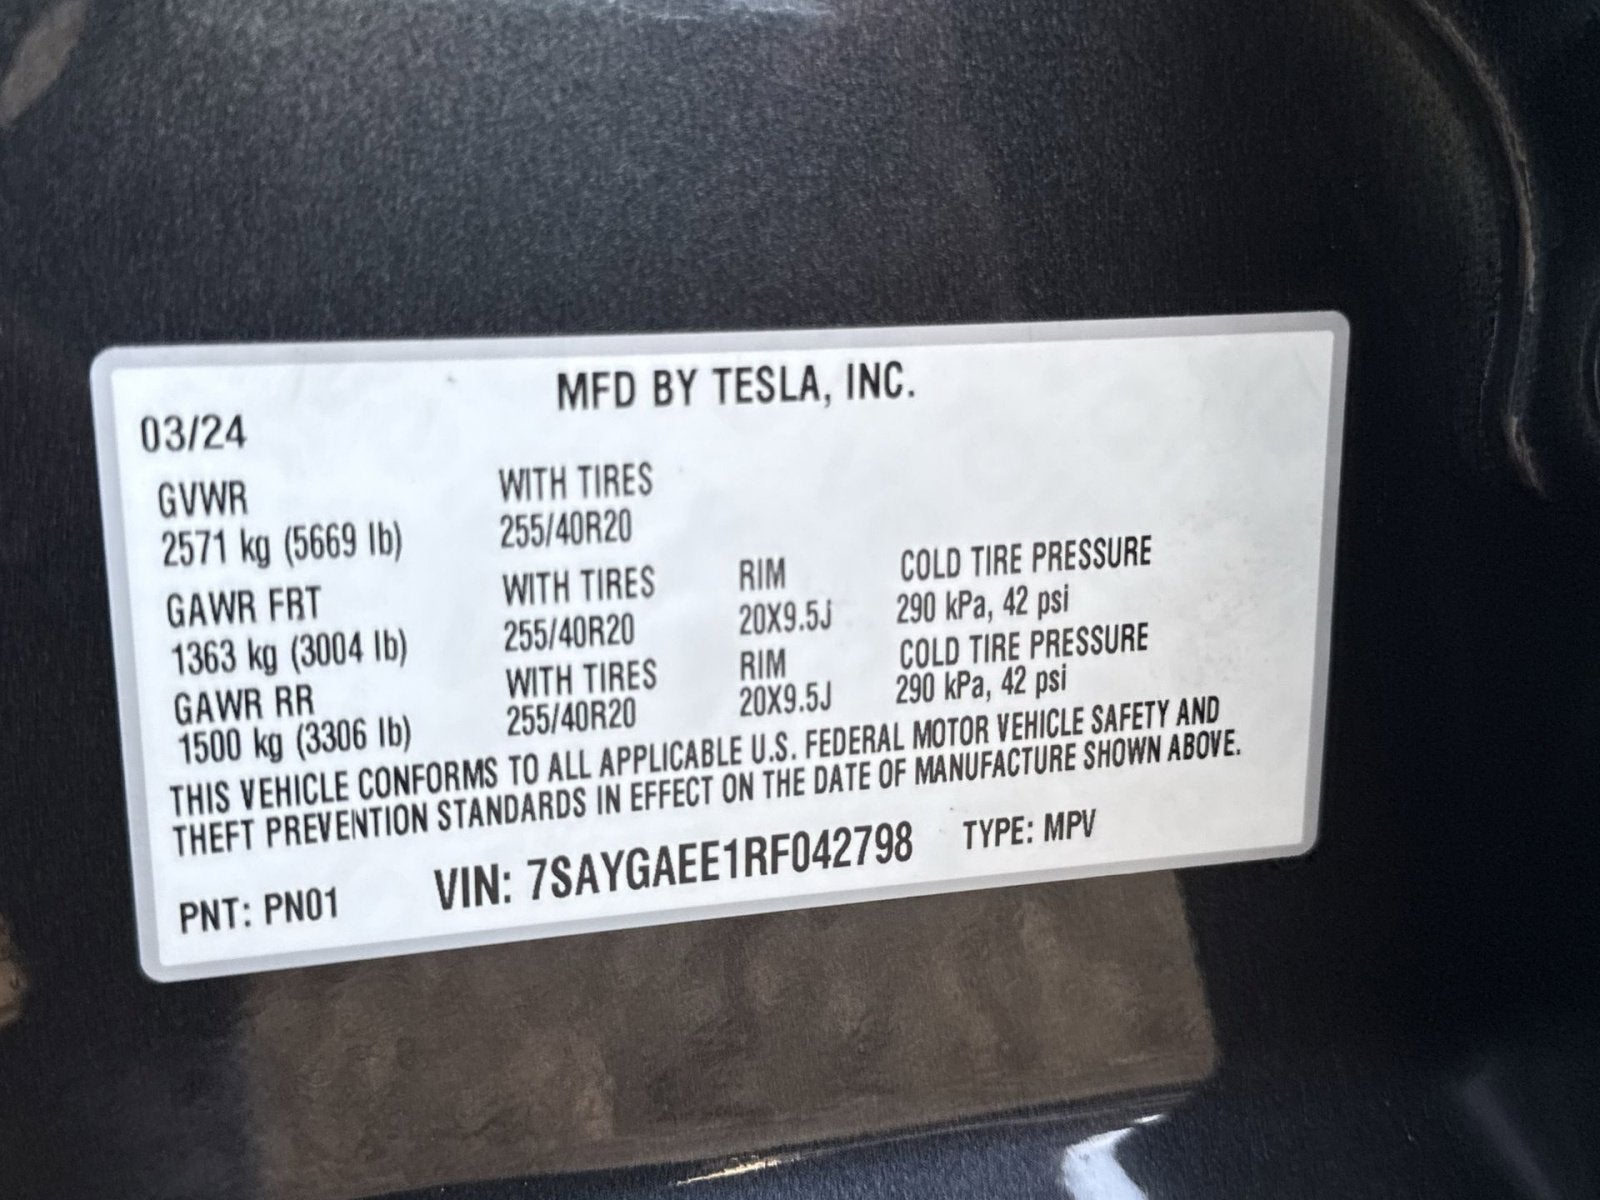 MFD BY TESLA, INC.
03/24
GVWR WITH TIRES
2571 kg (5669 lb) 255/40R20
GAWR FRT WITH TIRES RIM COLD TIRE PRESSURE
1363 kg (3004 lb) 255/40R20 20X9.5J 290 kPa, 42 psi
GAWR RR WITH TIRES RIM COLD TIRE PRESSURE
1500 kg (3306 lb) 255/40R20 20X9.5J 290 kPa, 42 psi
THIS VEHICLE CONFORMS TO ALL APPLICABLE U.S. FEDERAL MOTOR VEHICLE SAFETY AND
THEFT PREVENTION STANDARDS IN EFFECT ON THE DATE OF MANUFACTURE SHOWN ABOVE.
PNT: PN01 VIN: 7SAYGAEE1RF042798 TYPE: MPV